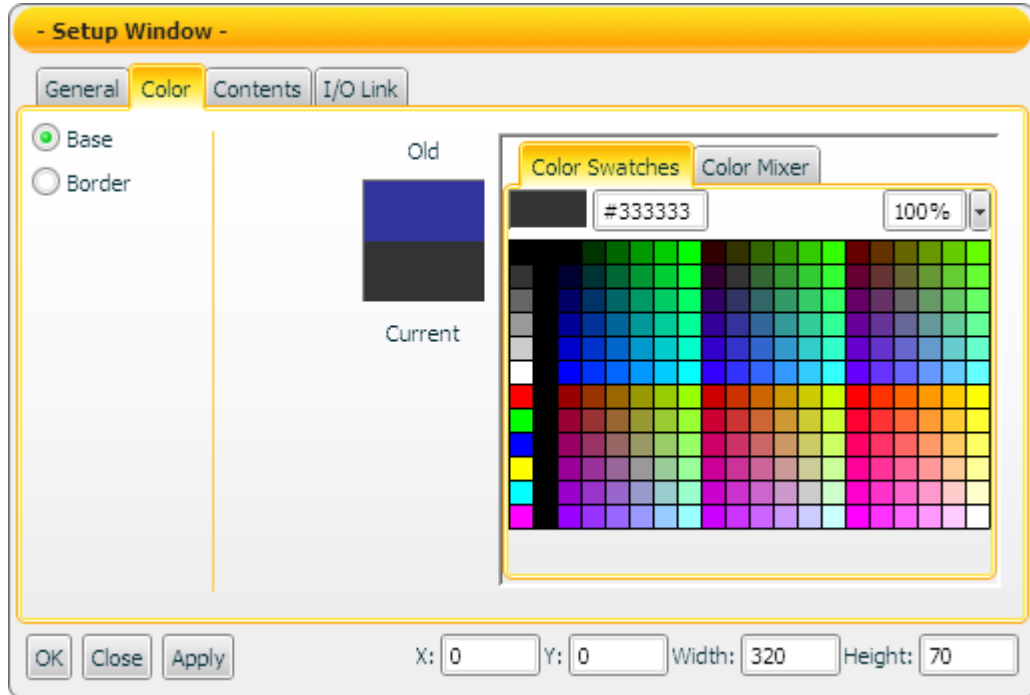 - Setup Window -
General Color Contents I/O Link
Base
Border
Old
Current
Color Swatches Color Mixer
#333333 100%
OK Close Apply X: 0 Y: 0 Width: 320 Height: 70